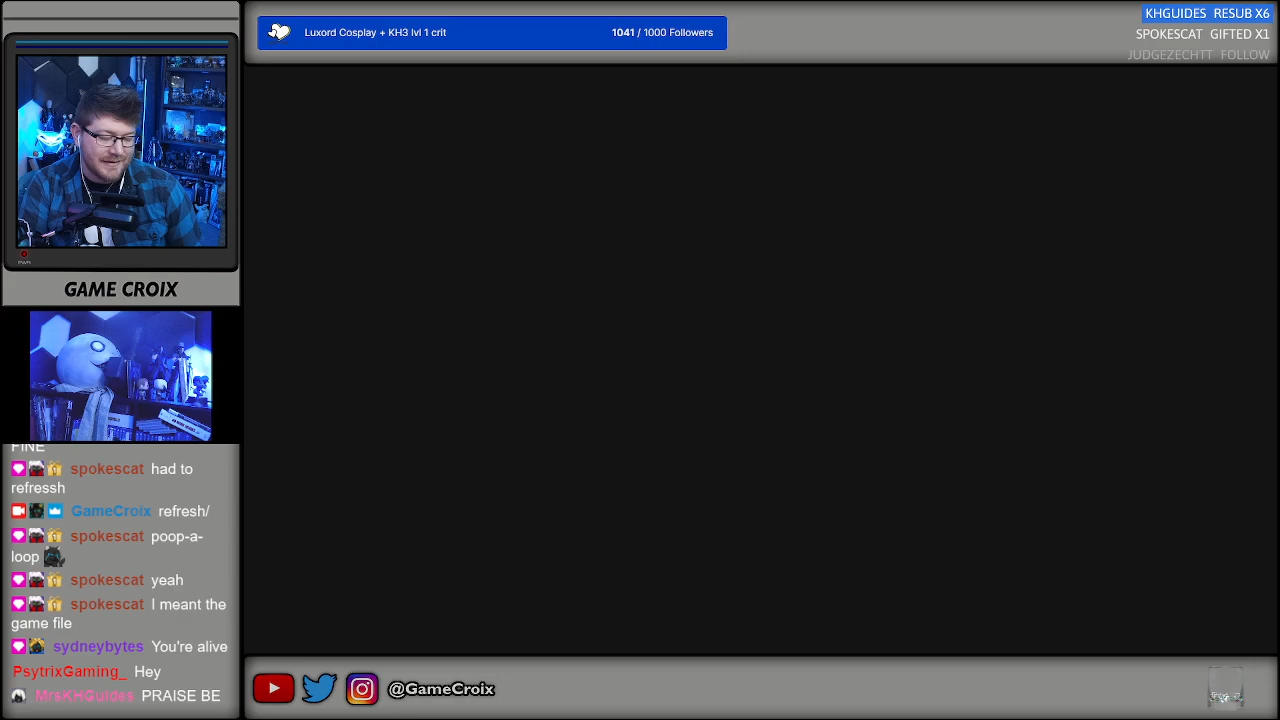 Luxord Cosplay + KH3 lvl 1 crit
1041 / 1000 Followers
KHGUIDES RESUB X6
SPOKESCAT GIFTED X1
JUDGEZECHTT FOLLOW
PWR
GAME CROIX
FINE
spokescat had to
refressh
GameCroix refresh/
spokescat poop-a-
loop
spokescat yeah
spokescat I meant the
game file
sydneybytes You're alive
PsytrixGaming_ Hey
MrsKHGuides PRAISE BE
@GameCroix